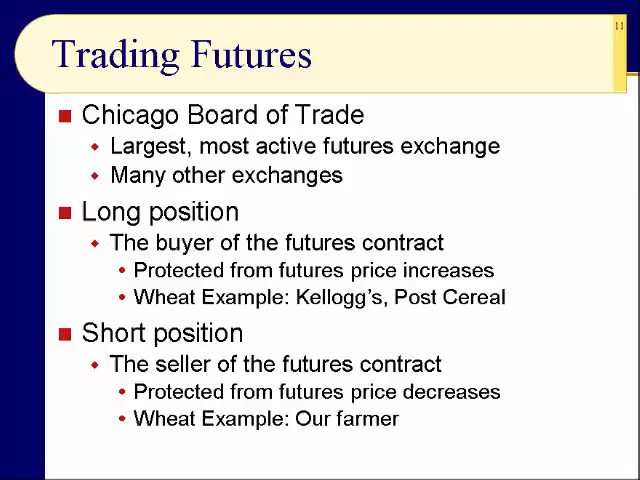 11
Trading Futures
Chicago Board of Trade
Largest, most active futures exchange
Many other exchanges
Long position
The buyer of the futures contract
Protected from futures price increases
Wheat Example: Kellogg's, Post Cereal
Short position
The seller of the futures contract
Protected from futures price decreases
Wheat Example: Our farmer